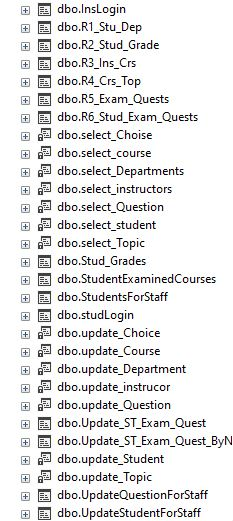 dbo.InsLogin
dbo.R1_Stu_Dep
dbo.R2_Stud_Grade
dbo.R3_Ins_Crs
dbo.R4_Crs_Top
dbo.R5_Exam_Quests
dbo.R6_Stud_Exam_Quests
dbo.select_Choise
dbo.select_course
dbo.select_Departments
dbo.select_instructors
dbo.select_Question
dbo.select_student
dbo.select_Topic
dbo.Stud_Grades
dbo.StudentExaminedCourses
dbo.StudentsForStaff
dbo.studLogin
dbo.update_Choice
dbo.update_Course
dbo.update_Department
dbo.update_instrucor
dbo.update_Question
dbo.Update_ST_Exam_Quest
dbo.Update_ST_Exam_Quest_ByN
dbo.update_Student
dbo.update_Topic
dbo.UpdateQuestionForStaff
dbo.UpdateStudentForStaff